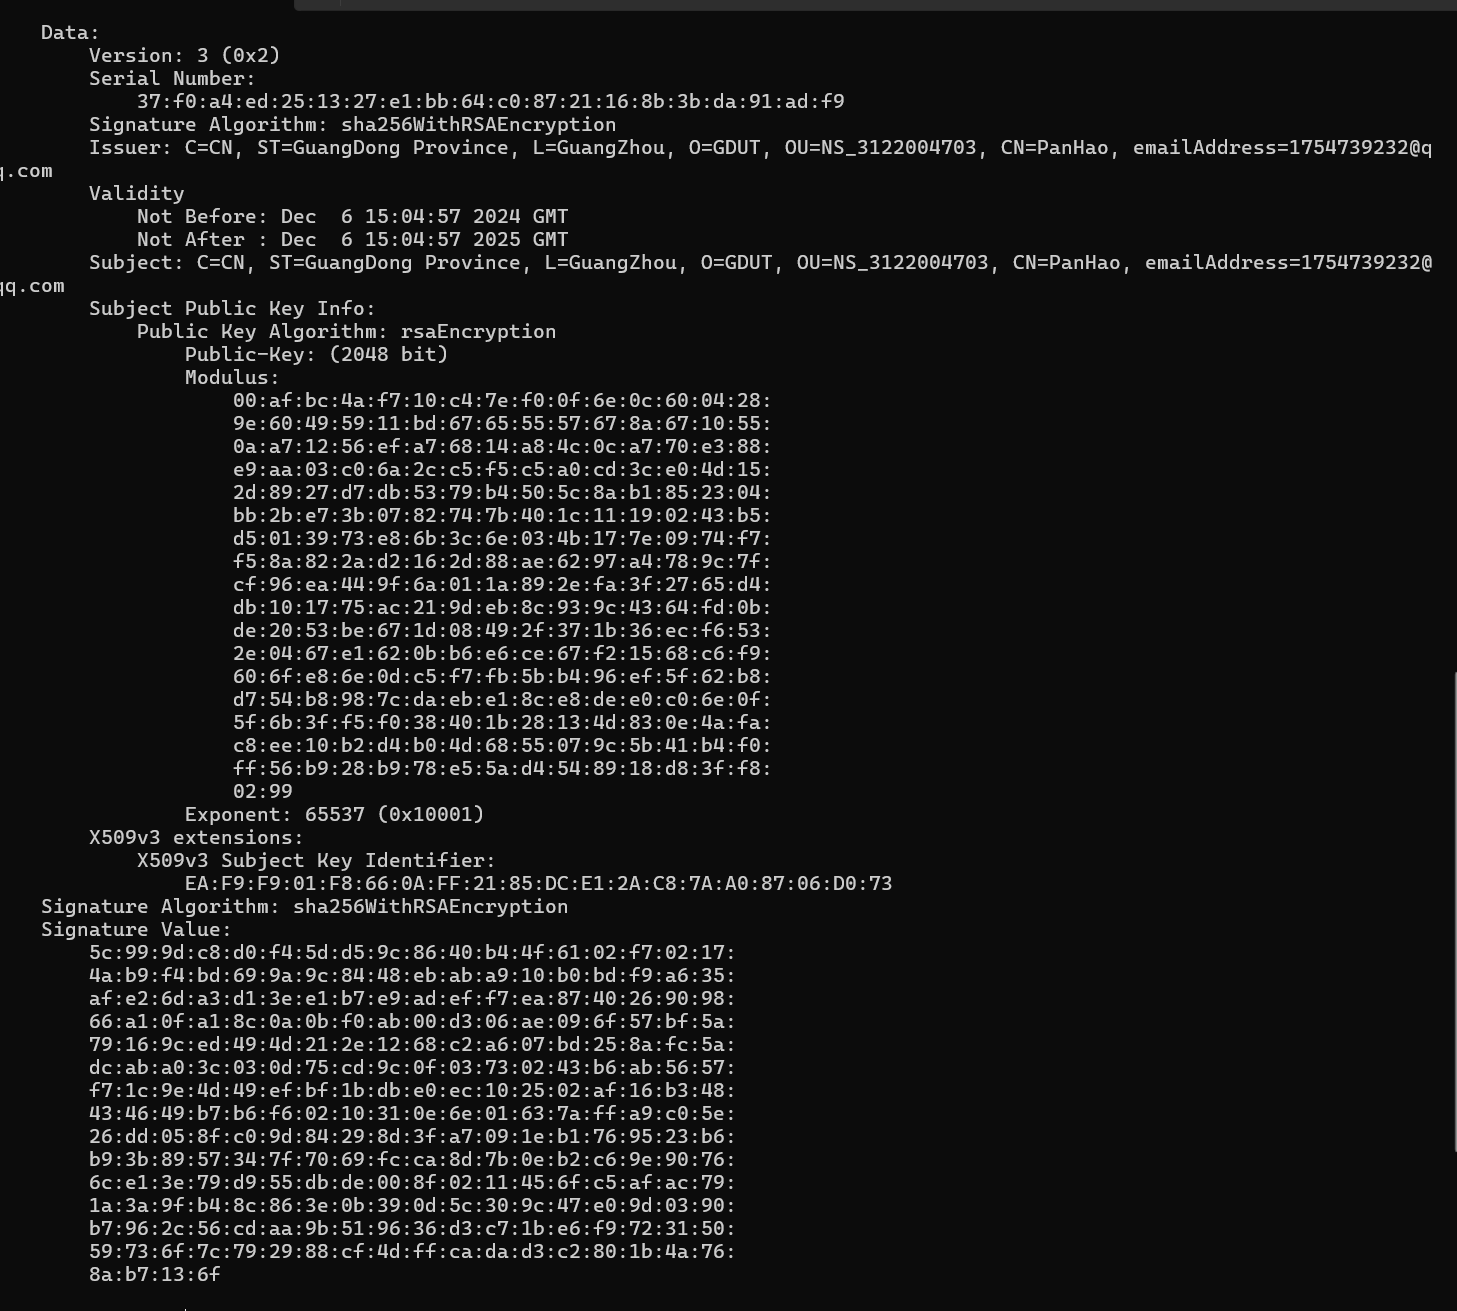 Data:
Version: 3 (0x2)
Serial Number:
37:f0:a4:ed:25:13:27:e1:bb:64:c0:87:21:16:8b:3b:da:91:ad:f9
Signature Algorithm: sha256WithRSAEncryption
Issuer: C=CN, ST=GuangDong Province, L=GuangZhou, O=GDUT, OU=NS_3122004703, CN=PanHao, emailAddress=1754739232@q
q.com
Validity
Not Before: Dec  6 15:04:57 2024 GMT
Not After : Dec  6 15:04:57 2025 GMT
Subject: C=CN, ST=GuangDong Province, L=GuangZhou, O=GDUT, OU=NS_3122004703, CN=PanHao, emailAddress=1754739232@
qq.com
Subject Public Key Info:
Public Key Algorithm: rsaEncryption
Public-Key: (2048 bit)
Modulus:
00:af:bc:4a:f7:10:c4:7e:f0:0f:6e:0c:60:04:28:
9e:60:49:59:11:bd:67:65:55:57:67:8a:67:10:55:
0a:a7:12:56:ef:a7:68:14:a8:4c:0c:a7:70:e3:88:
e9:aa:03:c0:6a:2c:c5:f5:c5:a0:cd:3c:e0:4d:15:
2d:89:27:d7:db:53:79:b4:50:5c:8a:b1:85:23:04:
bb:2b:e7:3b:07:82:74:7b:40:1c:11:19:02:43:b5:
d5:01:39:73:e8:6b:3c:6e:03:4b:17:7e:09:74:f7:
f5:8a:82:2a:d2:16:2d:88:ae:62:97:a4:78:9c:7f:
cf:96:ea:44:9f:6a:01:1a:89:2e:fa:3f:27:65:d4:
db:10:17:75:ac:21:9d:eb:8c:93:9c:43:64:fd:0b:
de:20:53:be:67:1d:08:49:2f:37:1b:36:ec:f6:53:
2e:04:67:e1:62:0b:b6:e6:ce:67:f2:15:68:c6:f9:
60:6f:e8:6e:0d:c5:f7:fb:5b:b4:96:ef:5f:62:b8:
d7:54:b8:98:7c:da:eb:e1:8c:e8:de:e0:c0:6e:0f:
5f:6b:3f:f5:f0:38:40:1b:28:13:4d:83:0e:4a:fa:
c8:ee:10:b2:d4:b0:4d:68:55:07:9c:5b:41:b4:f0:
ff:56:b9:28:b9:78:e5:5a:d4:54:89:18:d8:3f:f8:
02:99
Exponent: 65537 (0x10001)
X509v3 extensions:
X509v3 Subject Key Identifier:
EA:F9:F9:01:F8:66:0A:FF:21:85:DC:E1:2A:C8:7A:A0:87:06:D0:73
Signature Algorithm: sha256WithRSAEncryption
Signature Value:
5c:99:9d:c8:d0:f4:5d:d5:9c:86:40:b4:4f:61:02:f7:02:17:
4a:b9:f4:bd:69:9a:9c:84:48:eb:ab:a9:10:b0:bd:f9:a6:35:
af:e2:6d:a3:d1:3e:e1:b7:e9:ad:ef:f7:ea:87:40:26:90:98:
66:a1:0f:a1:8c:0a:0b:f0:ab:00:d3:06:ae:09:6f:57:bf:5a:
79:16:9c:ed:49:4d:21:2e:12:68:c2:a6:07:bd:25:8a:fc:5a:
dc:ab:a0:3c:03:0d:75:cd:9c:0f:03:73:02:43:b6:ab:56:57:
f7:1c:9e:4d:49:ef:bf:1b:db:e0:ec:10:25:02:af:16:b3:48:
43:46:49:b7:b6:f6:02:10:31:0e:6e:01:63:7a:ff:a9:c0:5e:
26:dd:05:8f:c0:9d:84:29:8d:3f:a7:09:1e:b1:76:95:23:b6:
b9:3b:89:57:34:7f:70:69:fc:ca:8d:7b:0e:b2:c6:9e:90:76:
6c:e1:3e:79:d9:55:db:de:00:8f:02:11:45:6f:c5:af:ac:79:
1a:3a:9f:b4:8c:86:3e:0b:39:0d:5c:30:9c:47:e0:9d:03:90:
b7:96:2c:56:cd:aa:9b:51:96:36:d3:c7:1b:e6:f9:72:31:50:
59:73:6f:7c:79:29:88:cf:4d:ff:ca:da:d3:c2:80:1b:4a:76:
8a:b7:13:6f